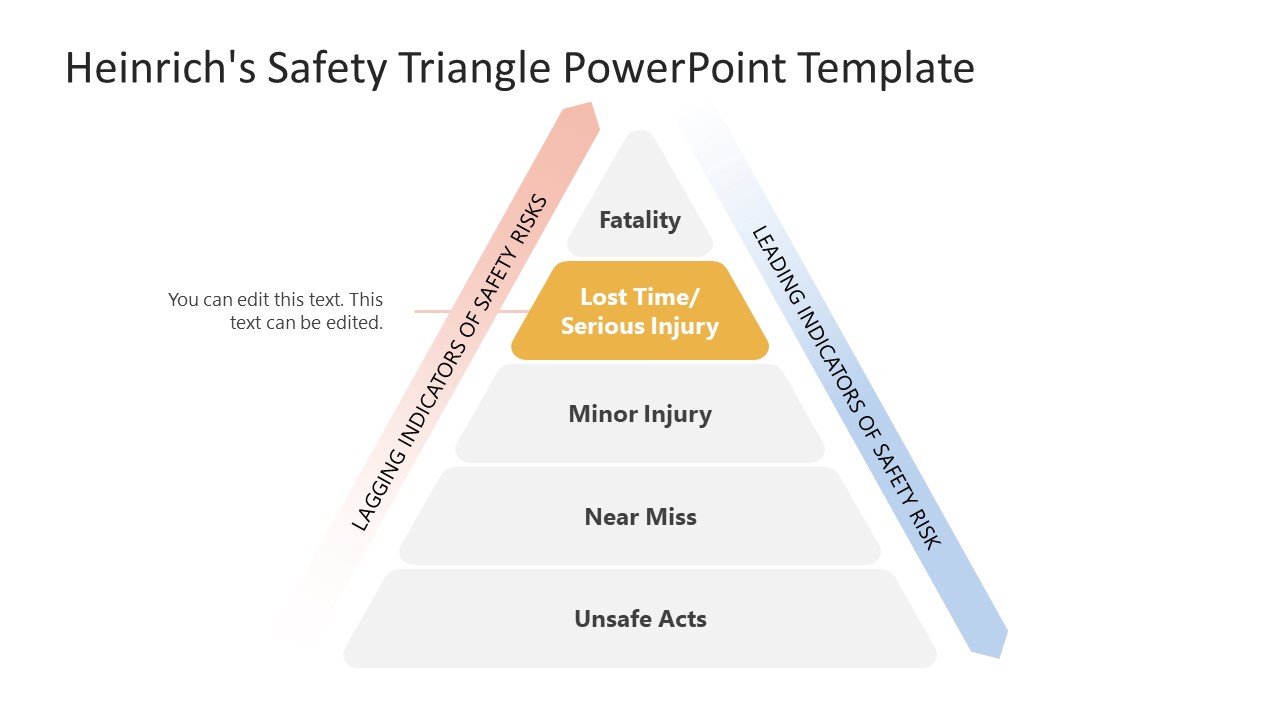 Heinrich's Safety Triangle PowerPoint Template
LAGGING INDICATORS OF SAFETY RISKS
LEADING INDICATORS OF SAFETY RISK
Fatality
You can edit this text. This
text can be edited.
Lost Time/
Serious Injury
Minor Injury
Near Miss
Unsafe Acts